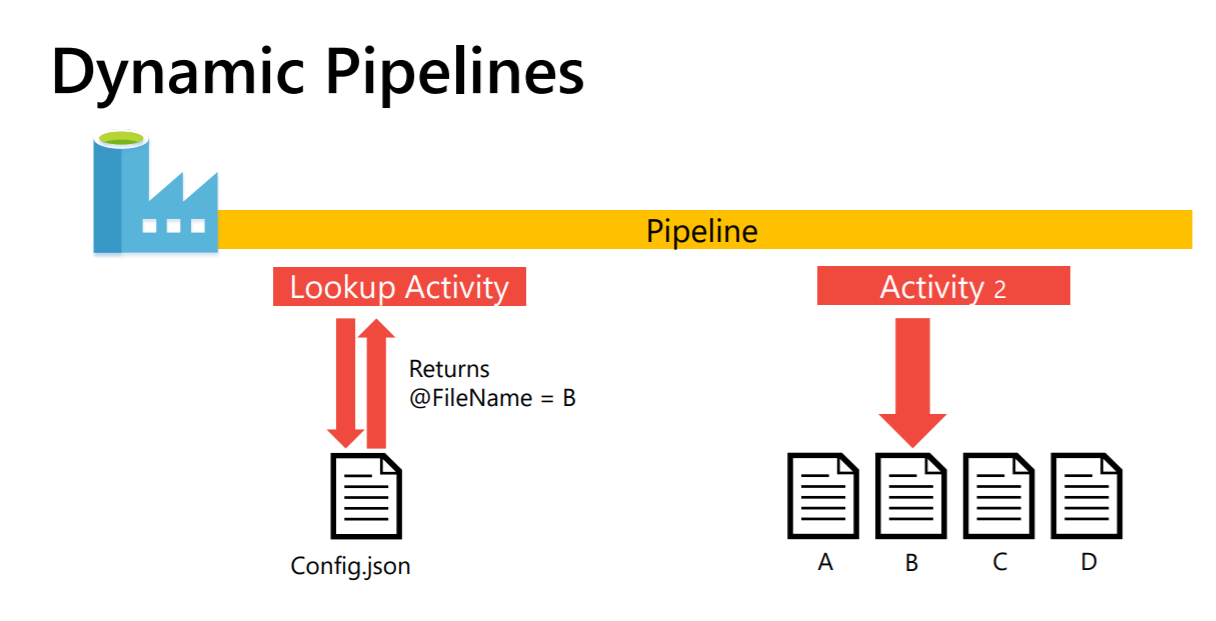 Dynamic Pipelines
Pipeline
Lookup Activity
Activity 2
Returns
@FileName = B
Config.json
A
B
C
D